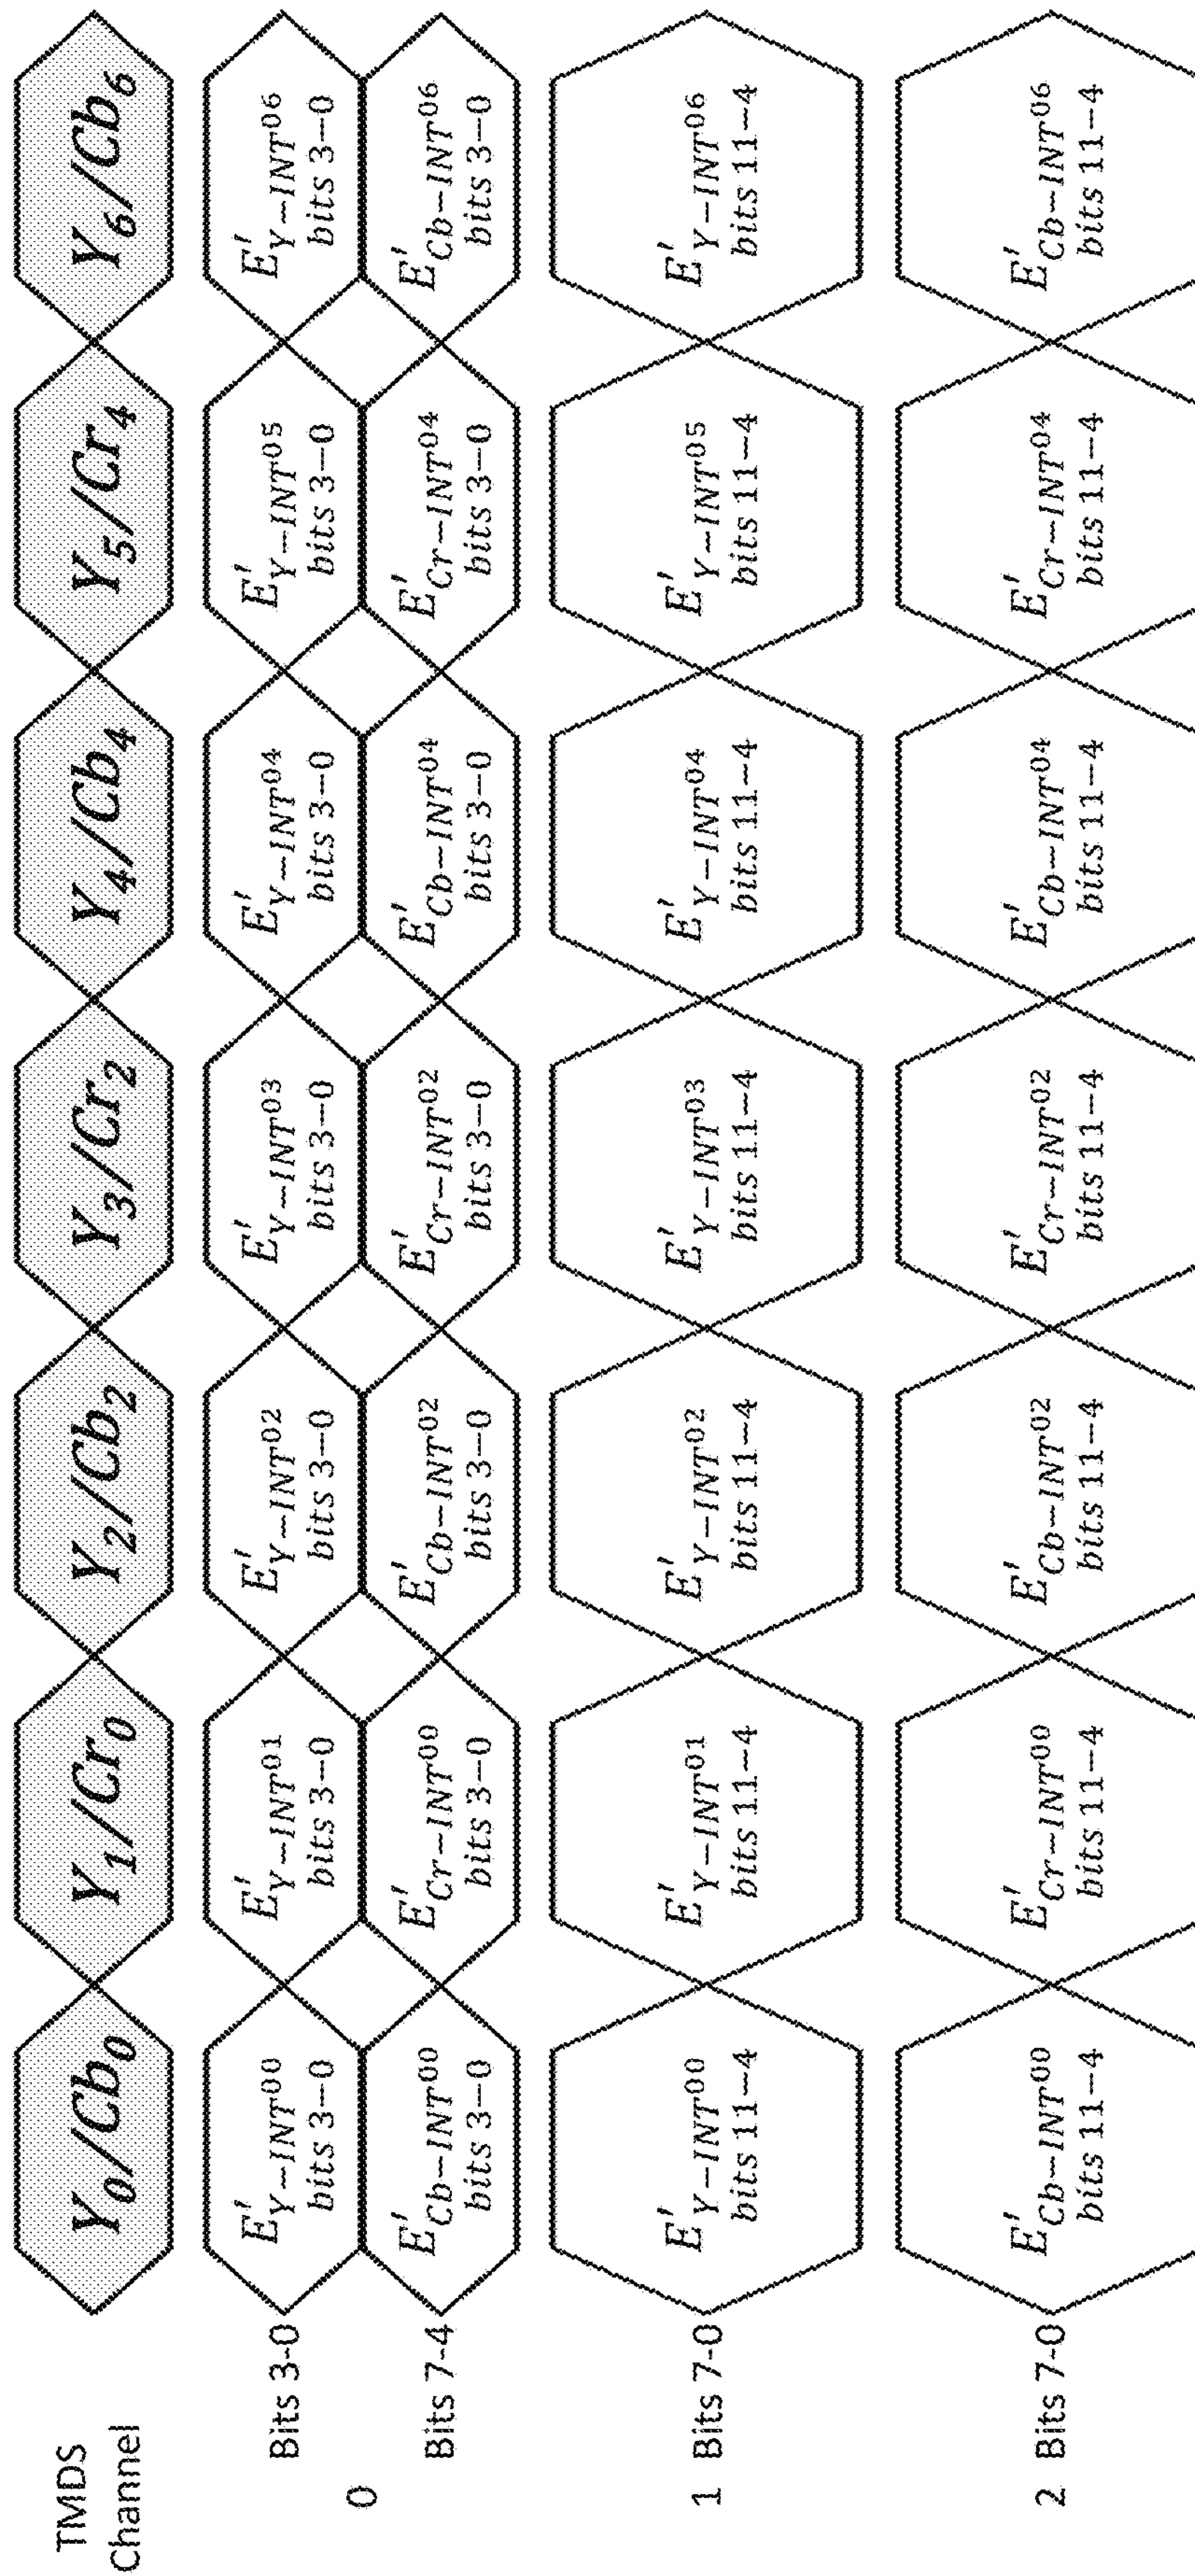 TMDS
Channel
Y₀/Cb₀ Y₁/Cr₀ Y₂/Cb₂ Y₃/Cr₂ Y₄/Cb₄ Y₅/Cr₄ Y₆/Cb₆
0
Bits 3-0
E′Y−INT⁰⁰ E′Y−INT⁰¹ E′Y−INT⁰² E′Y−INT⁰³ E′Y−INT⁰⁴ E′Y−INT⁰⁵ E′Y−INT⁰⁶
bits 3−0 bits 3−0 bits 3−0 bits 3−0 bits 3−0 bits 3−0 bits 3−0
Bits 7-4
E′Cb−INT⁰⁰ E′Cr−INT⁰⁰ E′Cb−INT⁰² E′Cr−INT⁰² E′Cb−INT⁰⁴ E′Cr−INT⁰⁴ E′Cb−INT⁰⁶
bits 3−0 bits 3−0 bits 3−0 bits 3−0 bits 3−0 bits 3−0 bits 3−0
1 Bits 7-0
E′Y−INT⁰⁰ E′Y−INT⁰¹ E′Y−INT⁰² E′Y−INT⁰³ E′Y−INT⁰⁴ E′Y−INT⁰⁵ E′Y−INT⁰⁶
bits 11−4 bits 11−4 bits 11−4 bits 11−4 bits 11−4 bits 11−4 bits 11−4
2 Bits 7-0
E′Cb−INT⁰⁰ E′Cr−INT⁰⁰ E′Cb−INT⁰² E′Cr−INT⁰² E′Cb−INT⁰⁴ E′Cr−INT⁰⁴ E′Cb−INT⁰⁶
bits 11−4 bits 11−4 bits 11−4 bits 11−4 bits 11−4 bits 11−4 bits 11−4